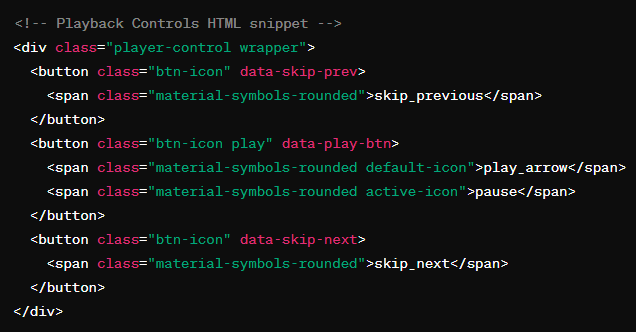 <!-- Playback Controls HTML snippet -->
<div class="player-control wrapper">
  <button class="btn-icon" data-skip-prev>
    <span class="material-symbols-rounded">skip_previous</span>
  </button>
  <button class="btn-icon play" data-play-btn>
    <span class="material-symbols-rounded default-icon">play_arrow</span>
    <span class="material-symbols-rounded active-icon">pause</span>
  </button>
  <button class="btn-icon" data-skip-next>
    <span class="material-symbols-rounded">skip_next</span>
  </button>
</div>